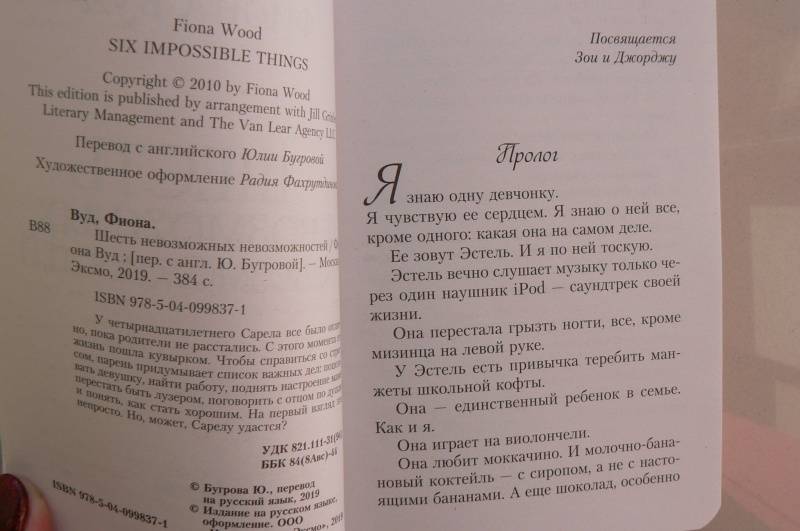 Fiona Wood
SIX IMPOSSIBLE THINGS
Copyright © 2010 by Fiona Wood
This edition is published by arrangement with Jill
Literary Management and The Van Lear Agency LLC
Перевод с английского Юлии Бугровой
Художественное оформление Радия
Вуд, Фиона.
В88
Шесть невозможных невозможностей /
она Вуд ; [пер. с англ. Ю. Бугровой]. —
Эксмо, 2019. — 384 с.
ISBN 978-5-04-099837-1
У четырнадцатилетнего Сарела все было
но, пока родители не расстались. С этого момента
жизнь пошла кувырком. Чтобы справиться со
сом, парень придумывает список важных дел:
вать девушку, найти работу, поднять настроение
перестать быть лузером, поговорить с отцом по
и понять, как стать хорошим. На первый взгляд
непросто. Но, может, Сарелу удастся?
УДК
ББК
© Бугрова Ю., перевод
на русский язык, 2019
© Издание на русском языке,
оформление. ООО
ISBN 978-5-04-099837-1
Посвящается
Зои и Джорджу
Пролог
Я знаю одну девчонку.
Я чувствую ее сердцем. Я знаю о ней все,
кроме одного: какая она на самом деле.
Ее зовут Эстель. И я по ней тоскую.
Эстель вечно слушает музыку только че-
рез один наушник iPod — саундтрек своей
жизни.
Она перестала грызть ногти, все, кроме
мизинца на левой руке.
У Эстель есть привычка теребить ман-
жеты школьной кофты.
Она — единственный ребенок в семье.
Как и я.
Она играет на виолончели.
Она любит моккачино. И молочно-бана-
новый коктейль — с сиропом, а не с насто-
ящими бананами. А еще шоколад, особенно